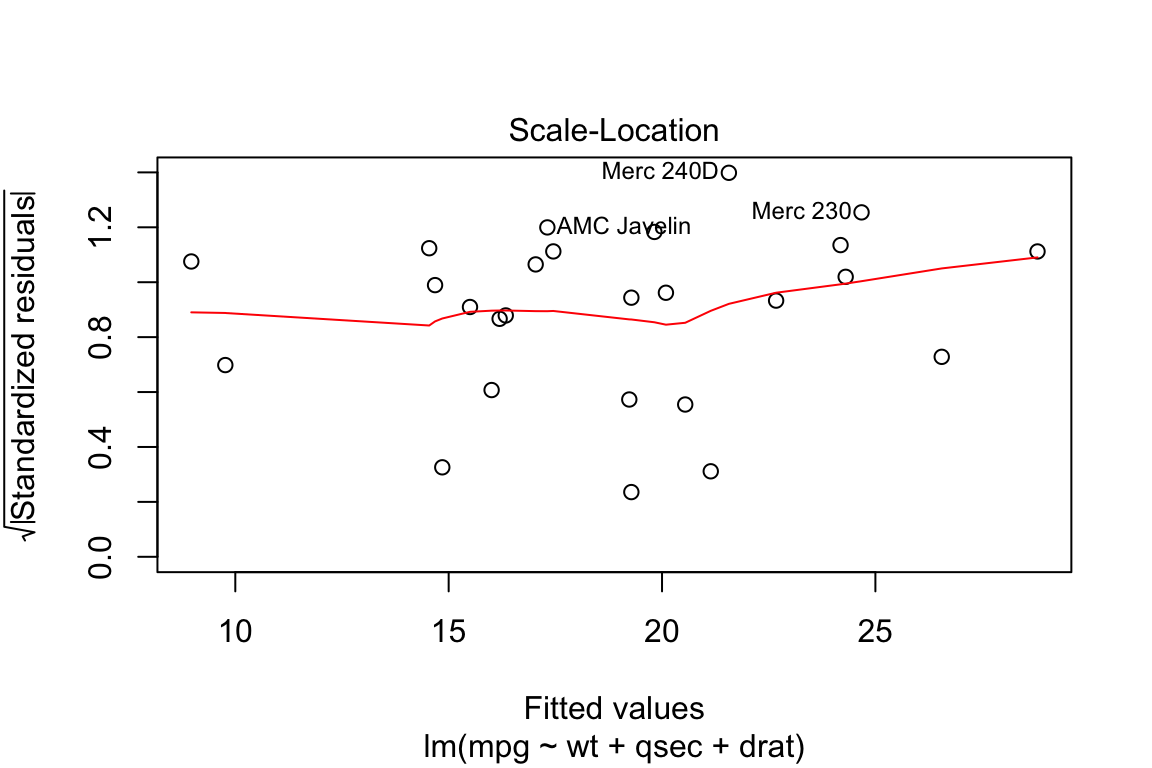 Scale-Location
Merc 240D
Merc 230
AMC Javelin
√|Standardized residuals|
1.2
0.8
0.4
0.0
10 15 20 25
Fitted values
lm(mpg ~ wt + qsec + drat)